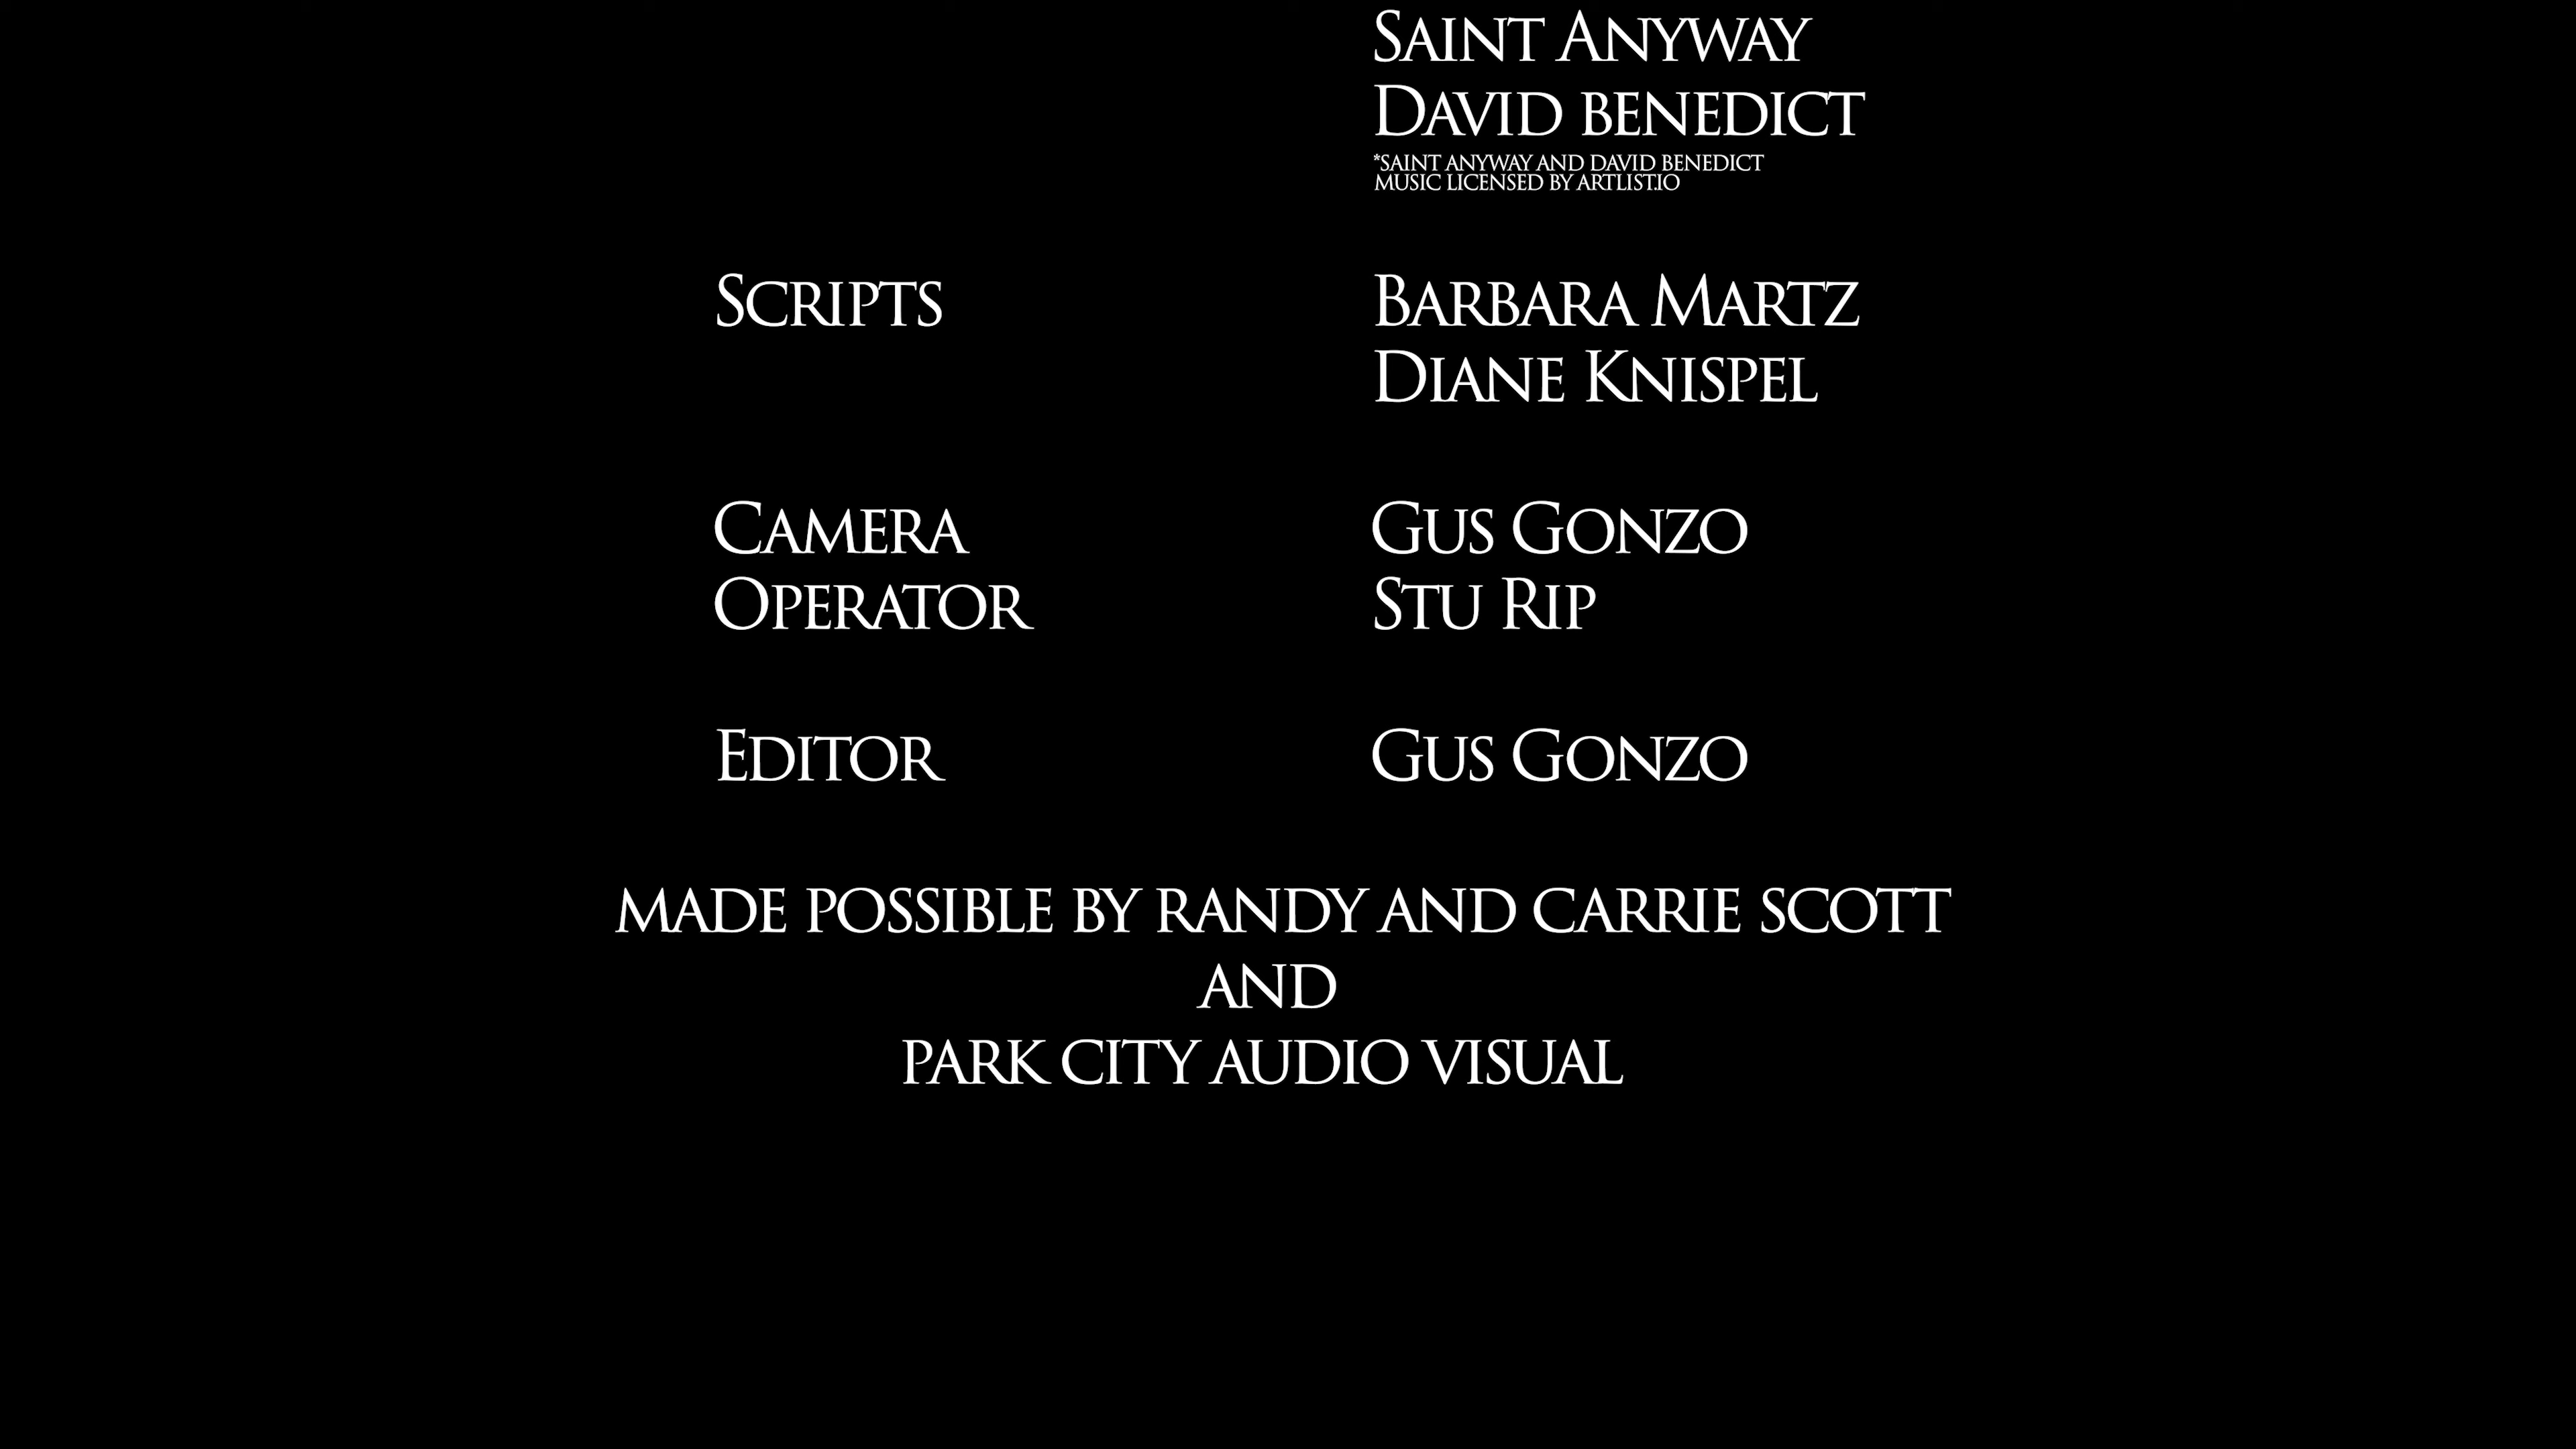 Saint Anyway
David Benedict
*Saint Anyway and David Benedict
Music Licensed by Artlist.io
Scripts
Barbara Martz
Diane Knispel
Camera
Operator
Gus Gonzo
Stu Rip
Editor
Gus Gonzo
MADE POSSIBLE BY RANDY AND CARRIE SCOTT
AND
PARK CITY AUDIO VISUAL